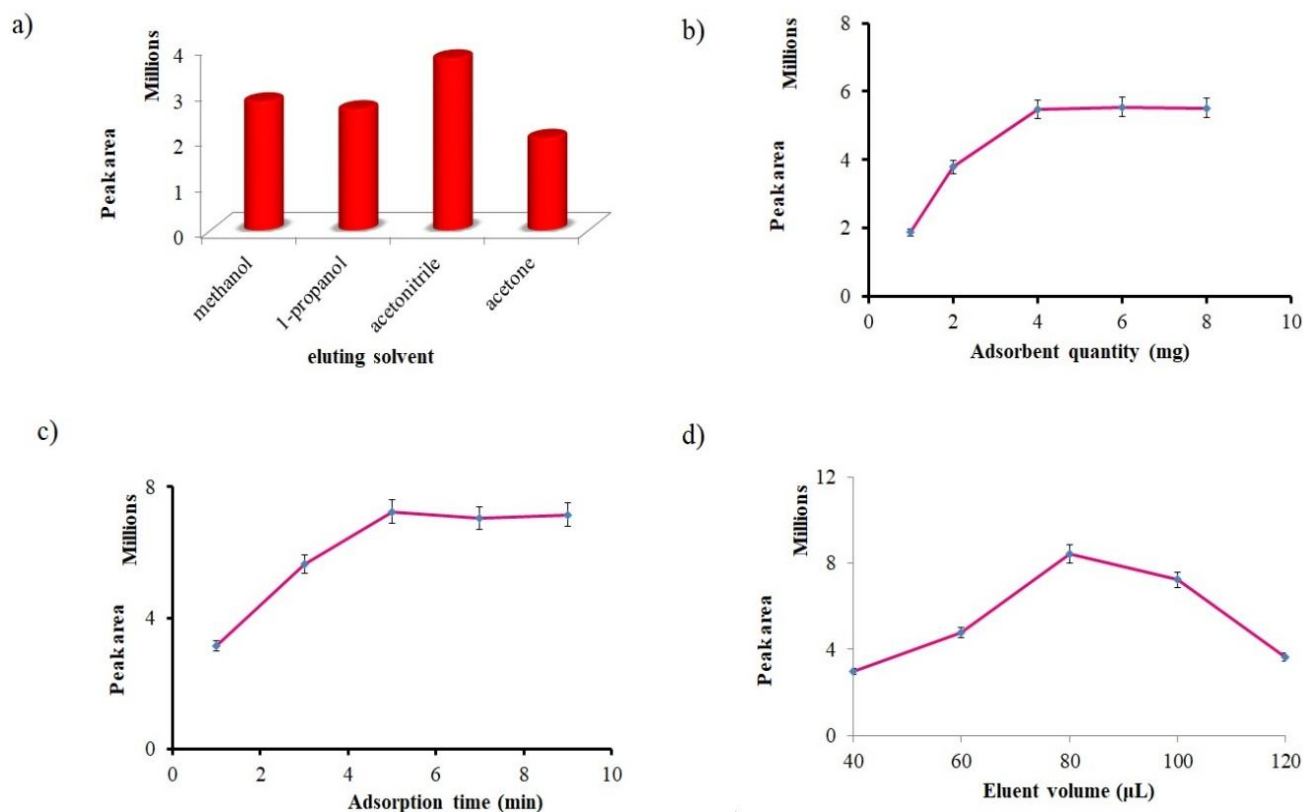 a)
Peak area
Millions
4
3
2
1
0
methanol
1-propanol
acetonitrile
acetone
eluting solvent
b)
Peak area
Millions
8
6
4
2
0
0 2 4 6 8 10
Adsorbent quantity (mg)
c)
Peak area
Millions
8
4
0
0 2 4 6 8 10
Adsorption time (min)
d)
Peak area
Millions
12
8
4
0
40 60 80 100 120
Eluent volume (µL)